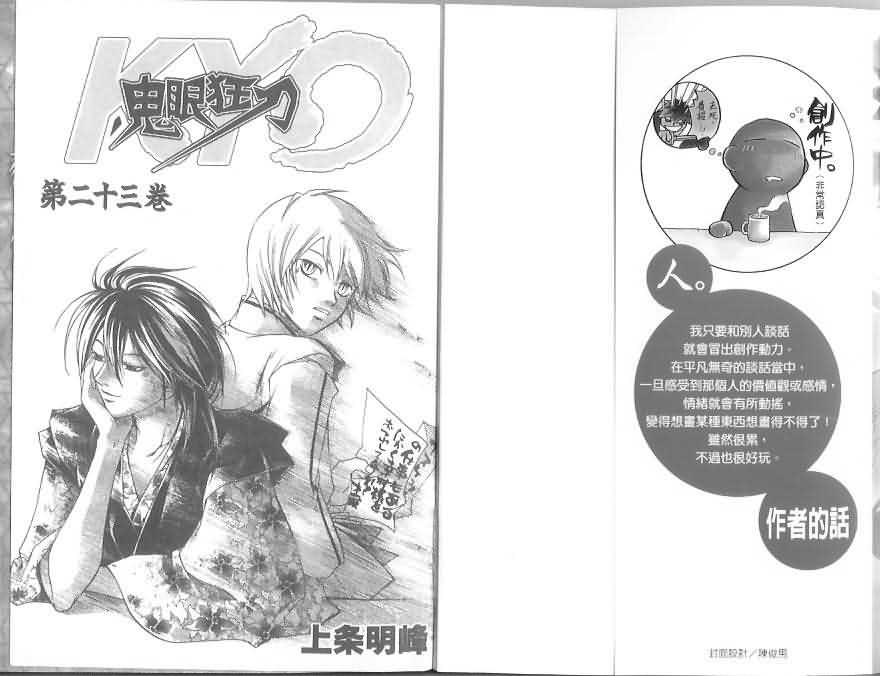 KYO
鬼眼狂刀
第二十三卷
上条明峰
創作中。
(非常認真)
人。
我只要和別人談話
就會冒出創作動力。
在平凡無奇的談話當中,
一旦感受到那個人的價值觀或感情,
情緒就會有所動搖,
變得想畫某種東西想畫得不得了!
雖然很累,
不過也很好玩。
作者的話
封面設計/陳俊男